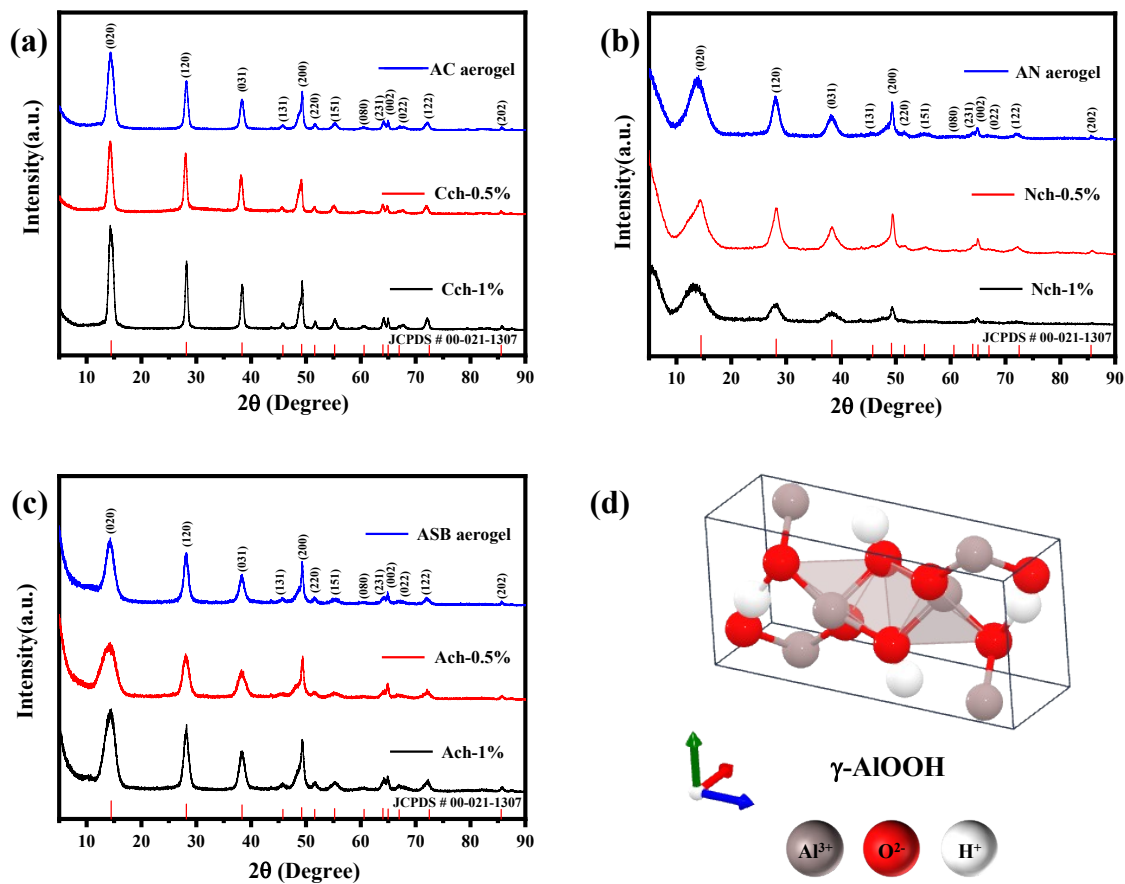 (a)
(020)
(120)
(031)
(131)
(200)
(220)
(151)
(080)
(231)
(002)
(022)
(122)
(202)
AC aerogel
Cch-0.5%
Cch-1%
JCPDS # 00-021-1307
Intensity(a.u.)
10 20 30 40 50 60 70 80 90
2θ (Degree)
(b)
(020)
(120)
(031)
(131)
(200)
(220)
(151)
(080)
(231)
(002)
(022)
(122)
(202)
AN aerogel
Nch-0.5%
Nch-1%
JCPDS # 00-021-1307
Intensity(a.u.)
10 20 30 40 50 60 70 80 90
2θ (Degree)
(c)
(020)
(120)
(031)
(131)
(200)
(220)
(151)
(080)
(231)
(002)
(022)
(122)
(202)
ASB aerogel
Ach-0.5%
Ach-1%
JCPDS # 00-021-1307
Intensity(a.u.)
10 20 30 40 50 60 70 80 90
2θ (Degree)
(d)
γ-AlOOH
Al³⁺ O²⁻ H⁺